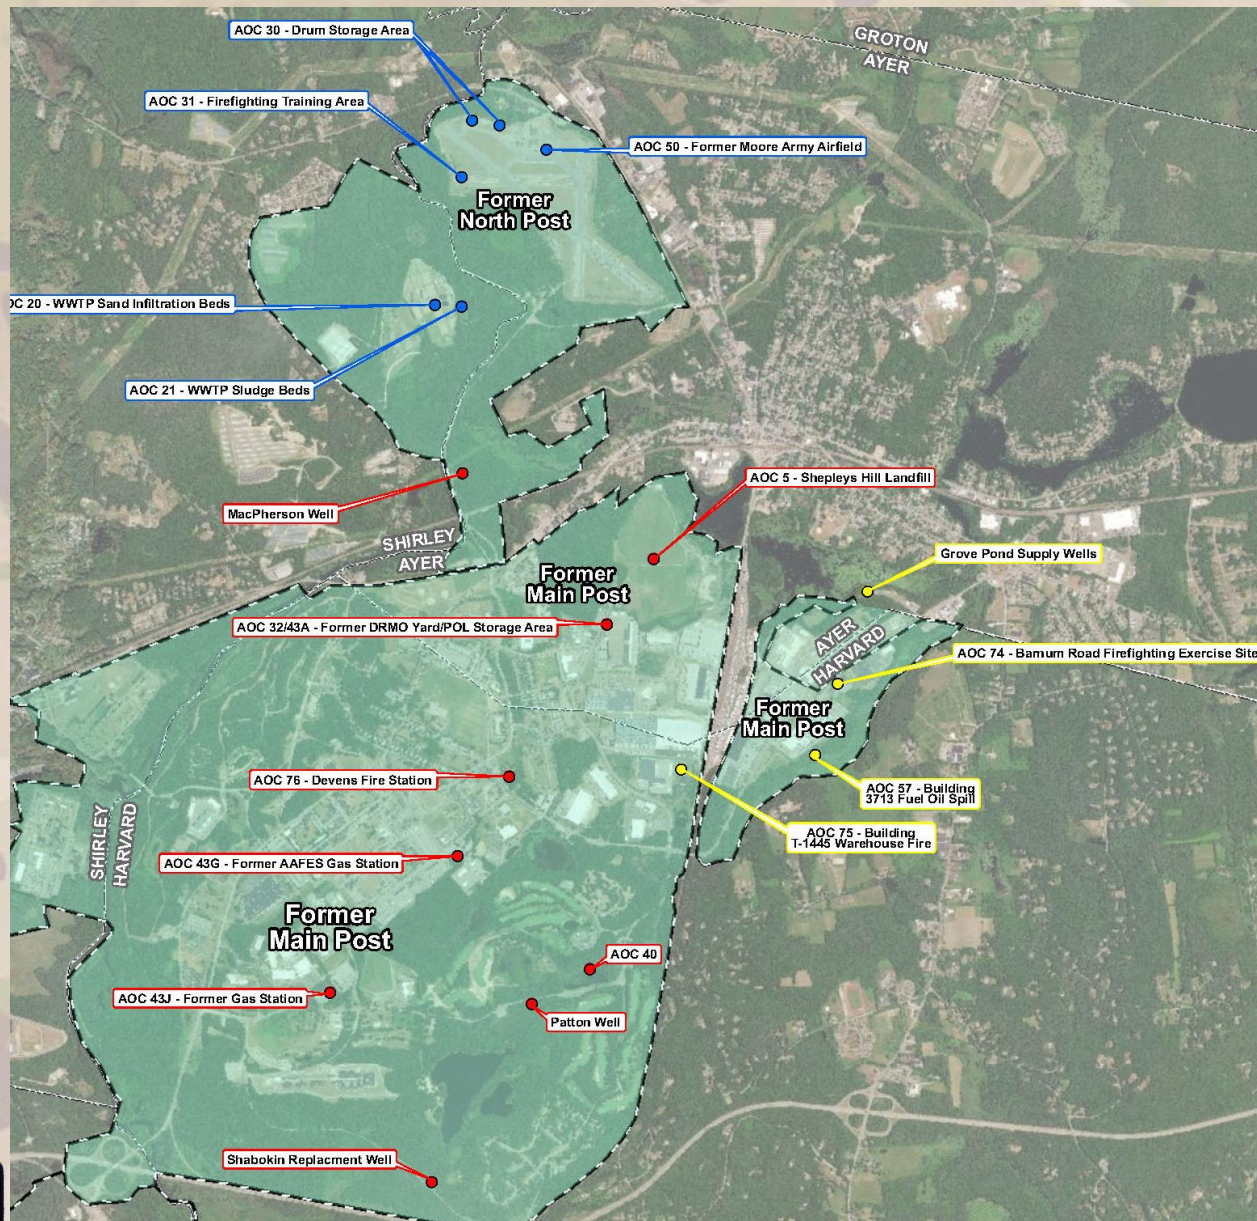 AOC 30 - Drum Storage Area
GROTON
AYER
AOC 31 - Firefighting Training Area
AOC 50 - Former Moore Army Airfield
Former
North Post
OC 20 - WWTP Sand Infiltration Beds
AOC 21 - WWTP Sludge Beds
AOC 5 - Shepleys Hill Landfill
MacPherson Well
SHIRLEY
AYER
Grove Pond Supply Wells
Former
Main Post
AOC 32/43A - Former DRMO Yard/POL Storage Area
AYER
HARVARD
AOC 74 - Barnum Road Firefighting Exercise Site
Former
Main Post
AOC 76 - Devens Fire Station
AOC 57 - Building
3713 Fuel Oil Spill
AOC 75 - Building
T-1445 Warehouse Fire
SHIRLEY
HARVARD
AOC 43G - Former AAFES Gas Station
Former
Main Post
AOC 40
AOC 43J - Former Gas Station
Patton Well
Shabokin Replacment Well